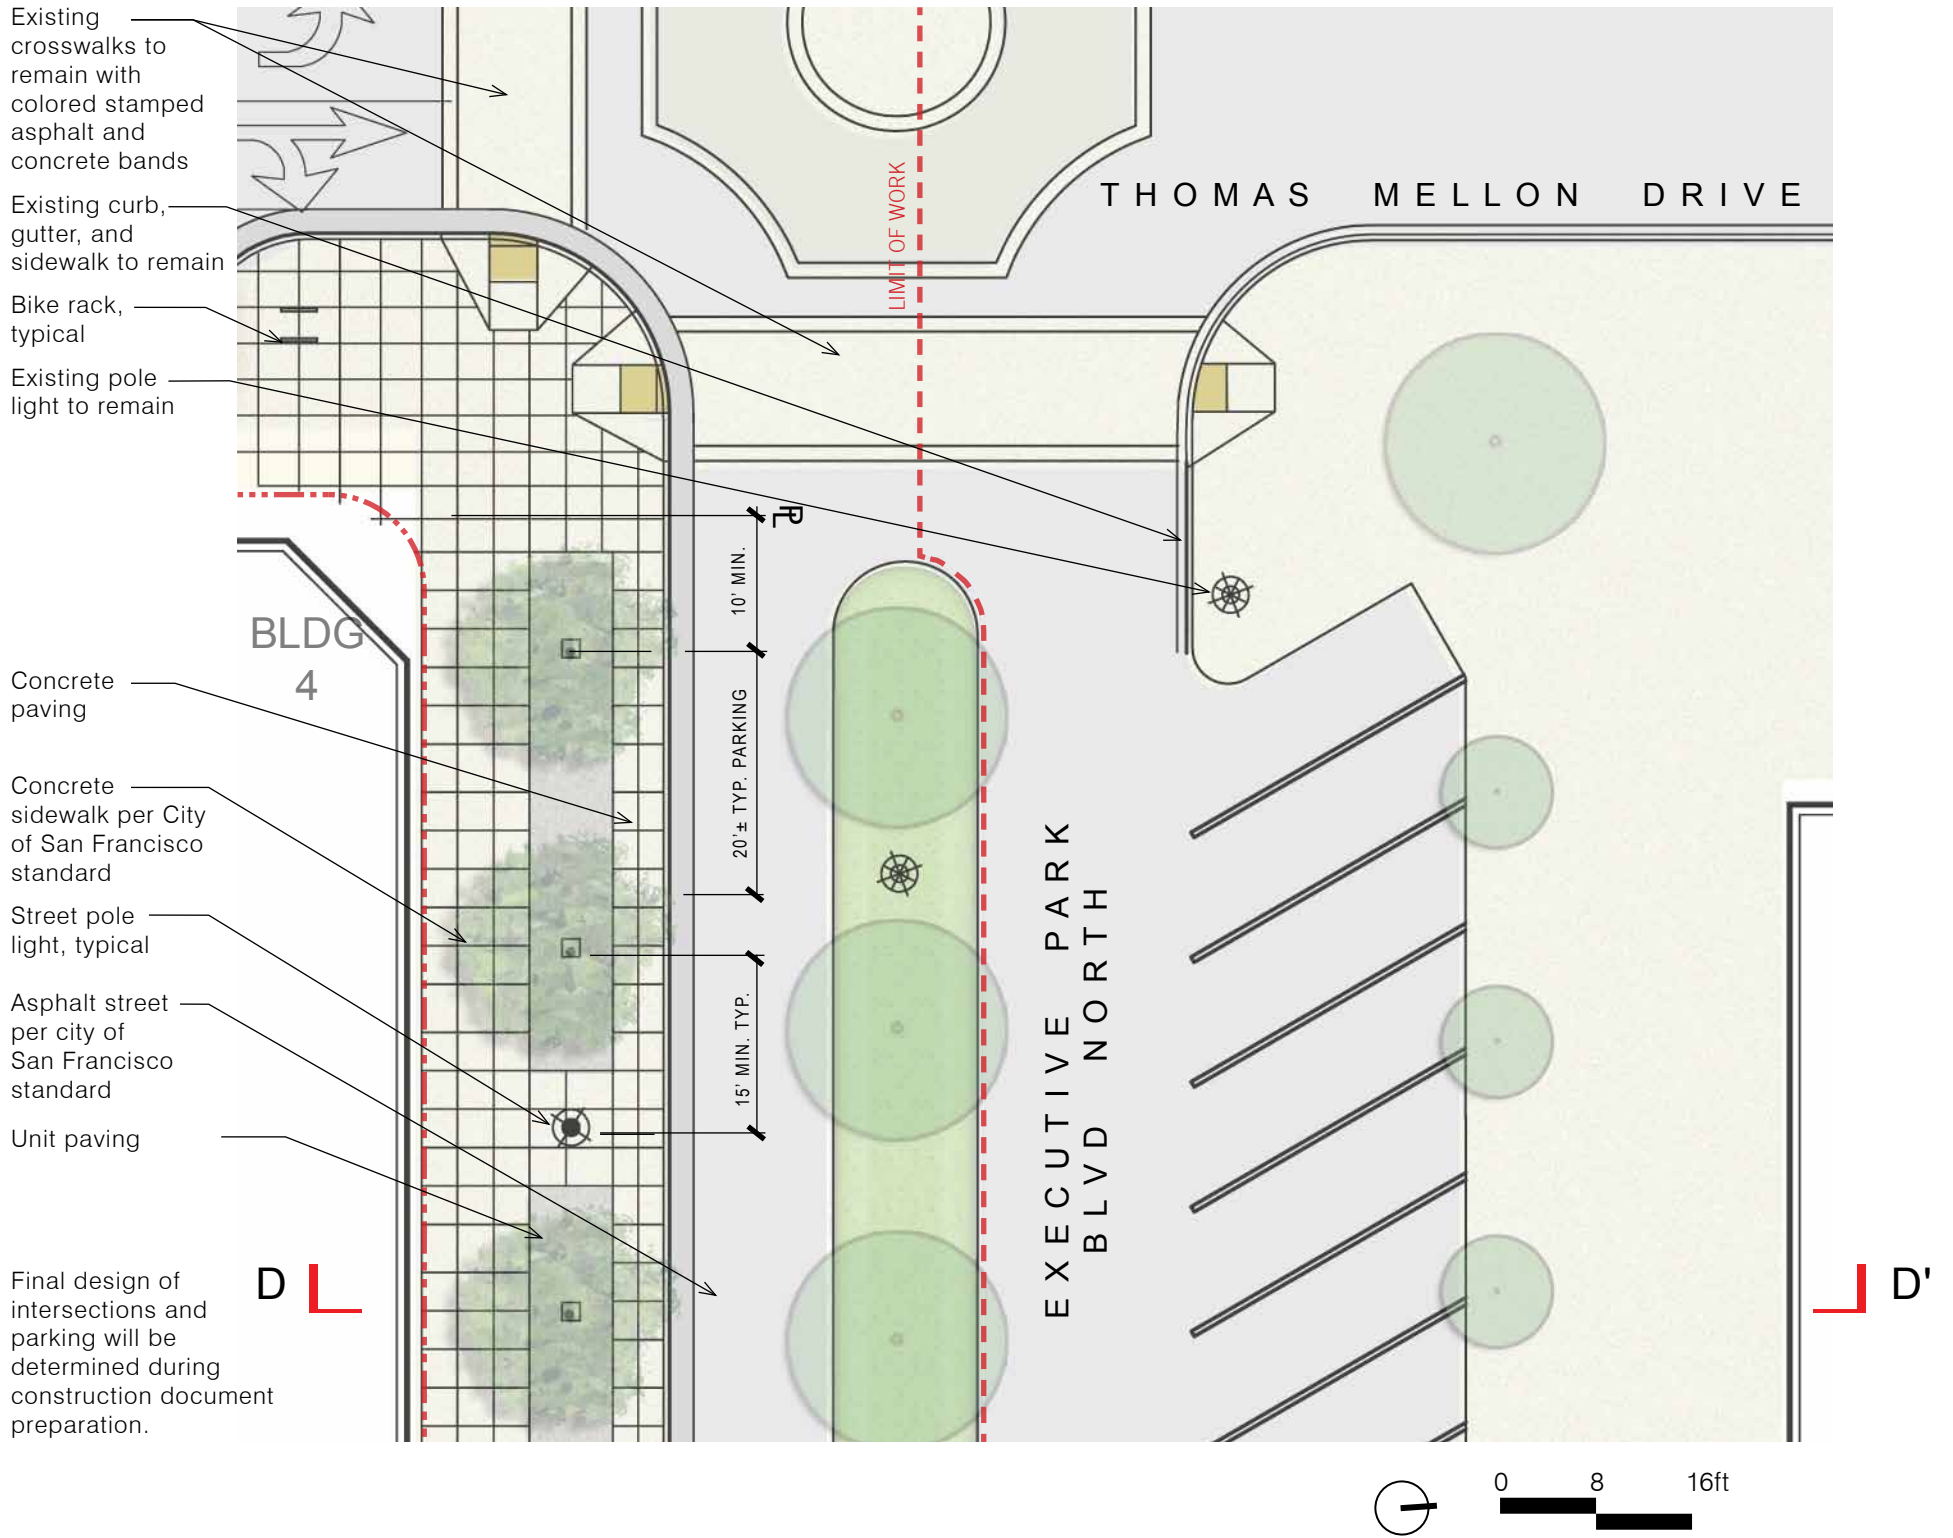 Existing
crosswalks to
remain with
colored stamped
asphalt and
concrete bands
Existing curb,
gutter, and
sidewalk to remain
Bike rack,
typical
Existing pole
light to remain
Concrete
paving
Concrete
sidewalk per City
of San Francisco
standard
Street pole
light, typical
Asphalt street
per city of
San Francisco
standard
Unit paving
Final design of
intersections and
parking will be
determined during
construction document
preparation.
THOMAS MELLON DRIVE
LIMIT OF WORK
PL
10' MIN.
20'± TYP. PARKING
15' MIN. TYP.
BLDG
4
EXECUTIVE PARK
BLVD NORTH
D
D'
0 8 16ft